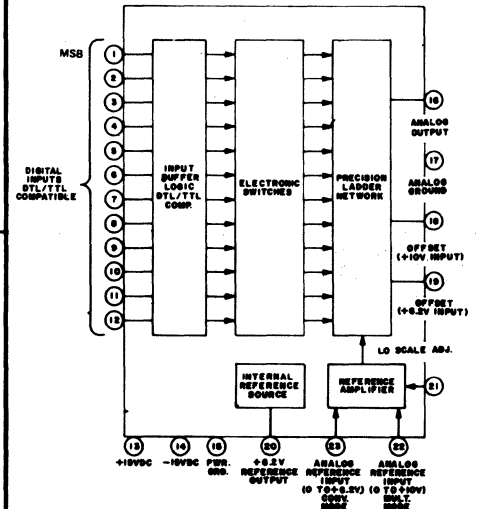 MSB
1
2
3
4
5
6
7
8
9
10
11
12
DIGITAL
INPUTS
DTL/TTL
COMPATIBLE
INPUT
BUFFER
LOGIC
DTL/TTL
COMP.
ELECTRONIC
SWITCHES
PRECISION
LADDER
NETWORK
16
ANALOG
OUTPUT
17
ANALOG
GROUND
18
OFFSET
(+10V. INPUT)
19
OFFSET
(+6.2V INPUT)
LO SCALE ADJ.
INTERNAL
REFERENCE
SOURCE
REFERENCE
AMPLIFIER
21
13
+15VDC
14
-15VDC
15
PWR.
GRD.
20
+6.2V
REFERENCE
OUTPUT
23
ANALOG
REFERENCE
INPUT
(0 TO+6.2V)
CONV.
MODE
22
ANALOG
REFERENCE
INPUT
(0 TO+10V)
MULT.
MODE